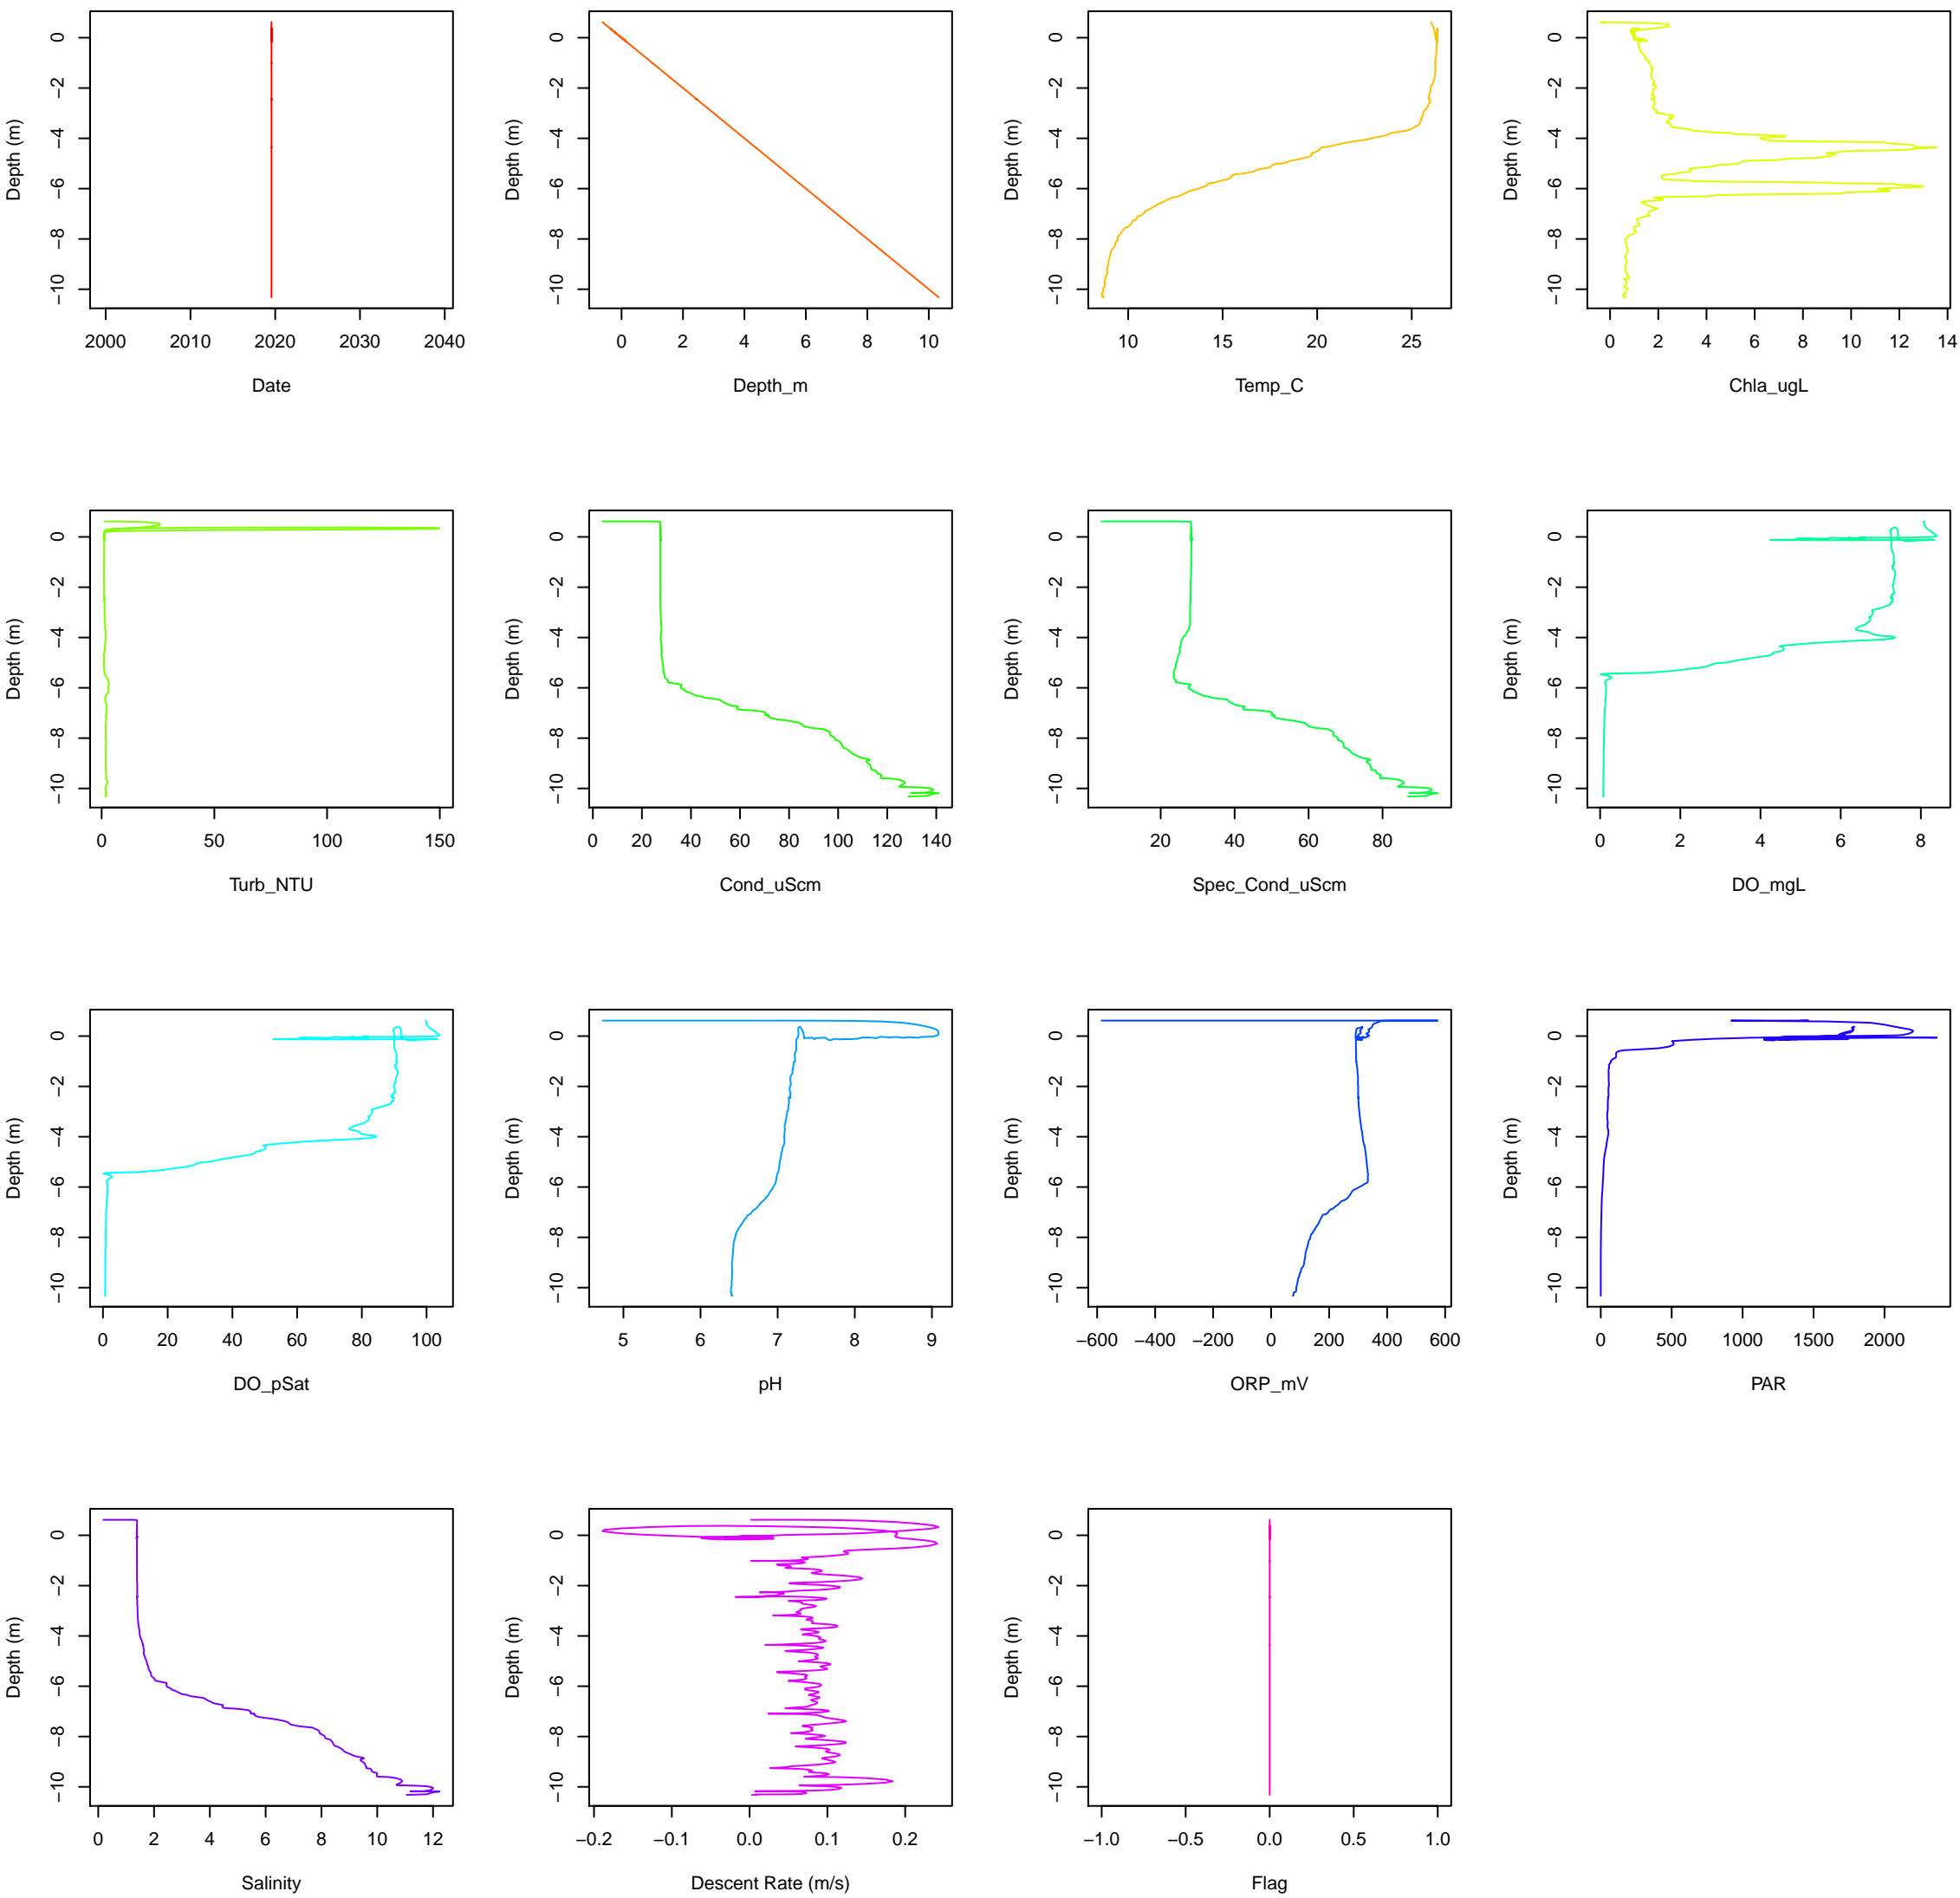 Depth (m)
0
−2
−4
−6
−8
−10
2000 2010 2020 2030 2040
Date
Depth (m)
0
−2
−4
−6
−8
−10
0 2 4 6 8 10
Depth_m
Depth (m)
0
−2
−4
−6
−8
−10
10 15 20 25
Temp_C
Depth (m)
0
−2
−4
−6
−8
−10
0 2 4 6 8 10 12 14
Chla_ugL
Depth (m)
0
−2
−4
−6
−8
−10
0 50 100 150
Turb_NTU
Depth (m)
0
−2
−4
−6
−8
−10
0 20 40 60 80 100 120 140
Cond_uScm
Depth (m)
0
−2
−4
−6
−8
−10
20 40 60 80
Spec_Cond_uScm
Depth (m)
0
−2
−4
−6
−8
−10
0 2 4 6 8
DO_mgL
Depth (m)
0
−2
−4
−6
−8
−10
0 20 40 60 80 100
DO_pSat
Depth (m)
0
−2
−4
−6
−8
−10
5 6 7 8 9
pH
Depth (m)
0
−2
−4
−6
−8
−10
−600 −400 −200 0 200 400 600
ORP_mV
Depth (m)
0
−2
−4
−6
−8
−10
0 500 1000 1500 2000
PAR
Depth (m)
0
−2
−4
−6
−8
−10
0 2 4 6 8 10 12
Salinity
Depth (m)
0
−2
−4
−6
−8
−10
−0.2 −0.1 0.0 0.1 0.2
Descent Rate (m/s)
Depth (m)
0
−2
−4
−6
−8
−10
−1.0 −0.5 0.0 0.5 1.0
Flag